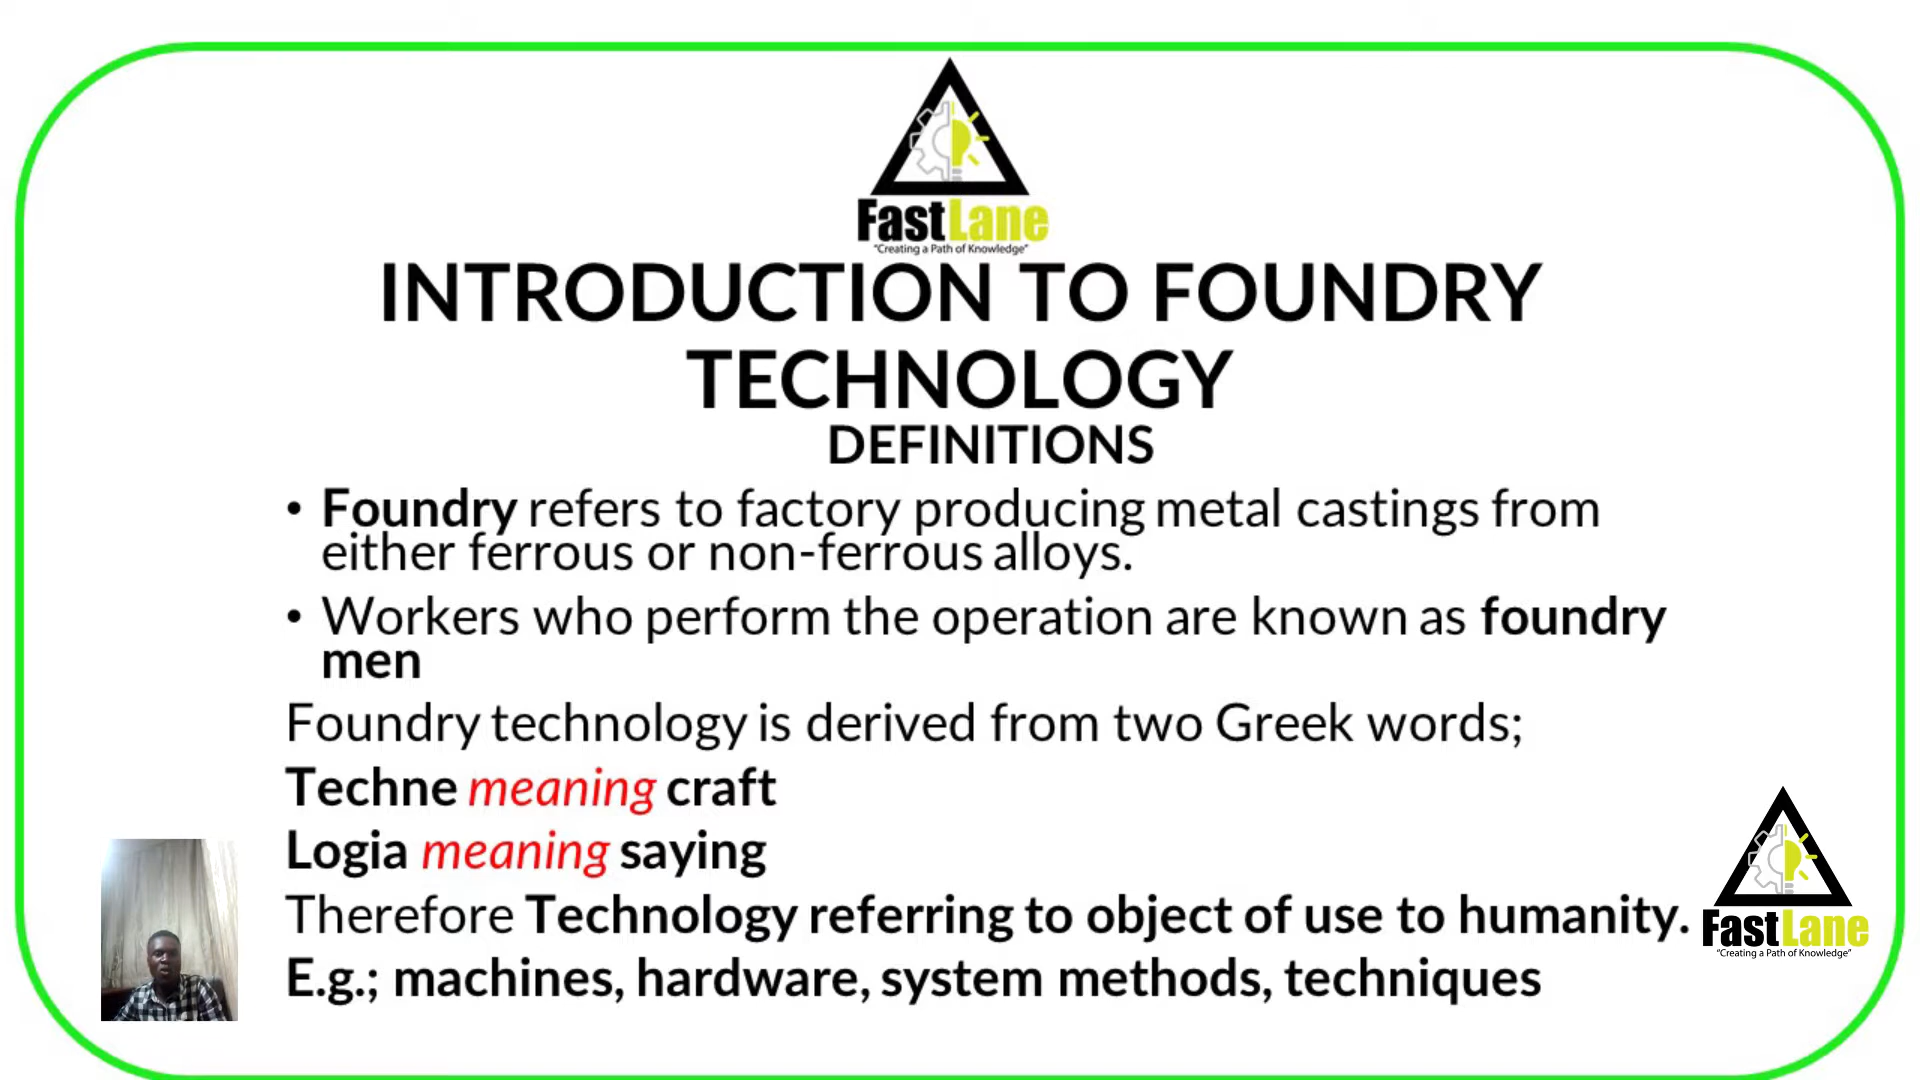 FastLane
"Creating a Path of Knowledge"
INTRODUCTION TO FOUNDRY
TECHNOLOGY
DEFINITIONS
• Foundry refers to factory producing metal castings from
either ferrous or non-ferrous alloys.
• Workers who perform the operation are known as foundry
men
Foundry technology is derived from two Greek words;
Techne meaning craft
Logia meaning saying
Therefore Technology referring to object of use to humanity.
E.g.; machines, hardware, system methods, techniques
FastLane
"Creating a Path of Knowledge"